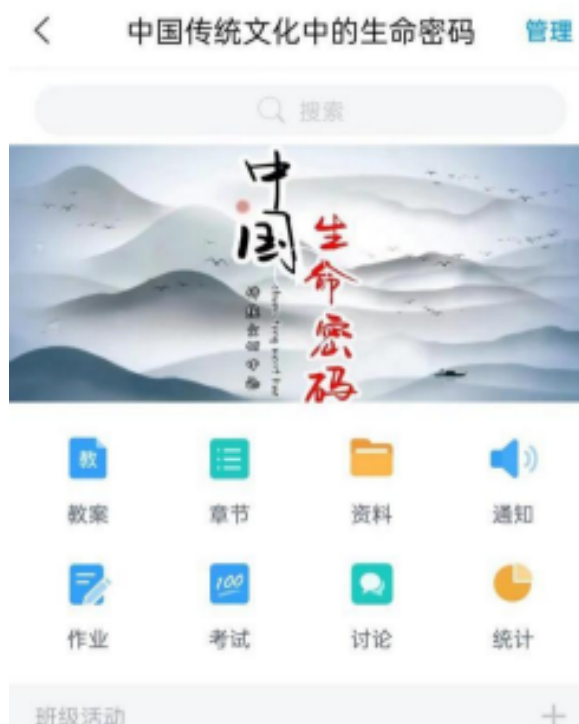 中国传统文化中的生命密码 管理
搜索
中国
生命密码
教
教案 章节 资料 通知
100
作业 考试 讨论 统计
班级活动